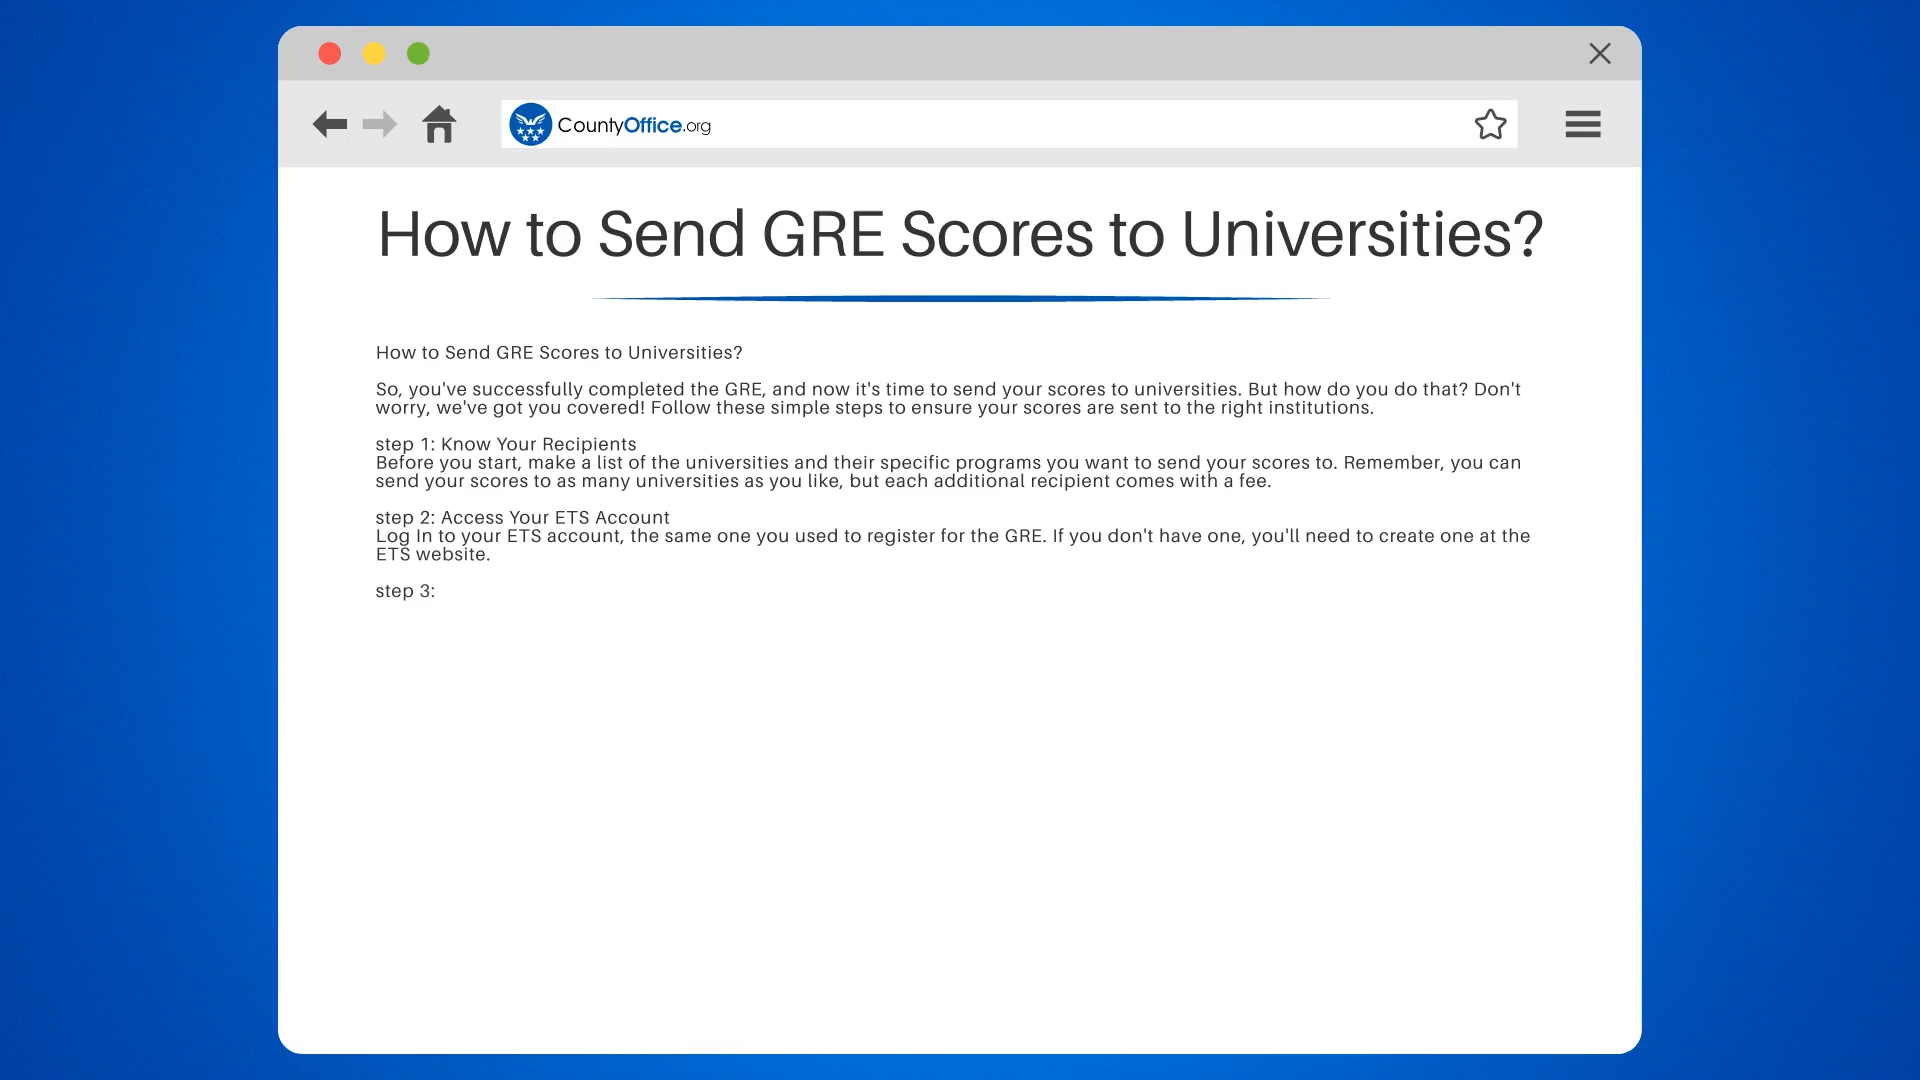 CountyOffice.org
How to Send GRE Scores to Universities?
How to Send GRE Scores to Universities?
So, you've successfully completed the GRE, and now it's time to send your scores to universities. But how do you do that? Don't
worry, we've got you covered! Follow these simple steps to ensure your scores are sent to the right institutions.
step 1: Know Your Recipients
Before you start, make a list of the universities and their specific programs you want to send your scores to. Remember, you can
send your scores to as many universities as you like, but each additional recipient comes with a fee.
step 2: Access Your ETS Account
Log In to your ETS account, the same one you used to register for the GRE. If you don't have one, you'll need to create one at the
ETS website.
step 3: